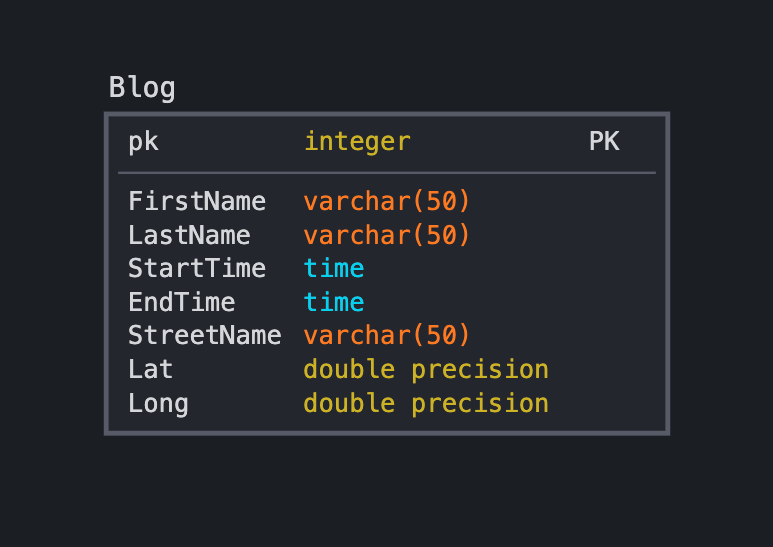 Blog
pk integer PK
FirstName varchar(50)
LastName varchar(50)
StartTime time
EndTime time
StreetName varchar(50)
Lat double precision
Long double precision